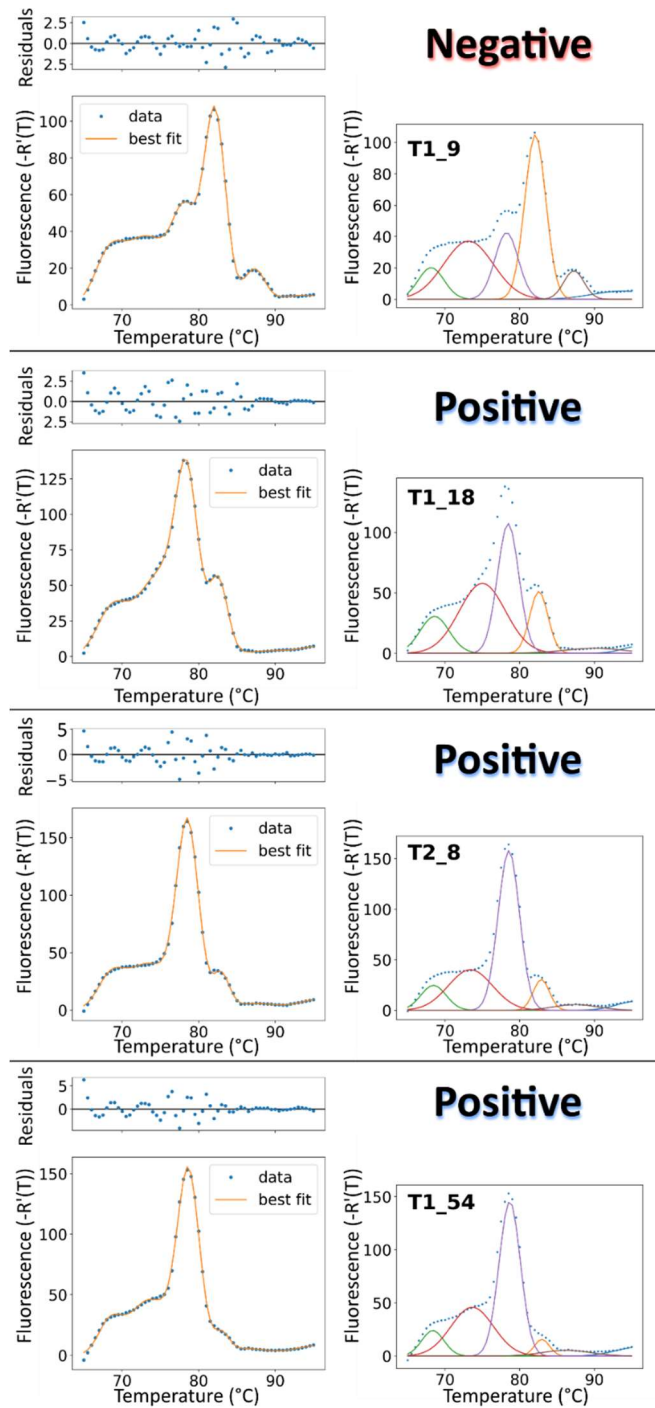 Negative
Residuals
2.5
0.0
2.5
Fluorescence (-R'(T))
100
80
60
40
20
0
data
best fit
70
80
90
Temperature (°C)
T1_9
Fluorescence (-R'(T))
100
80
60
40
20
0
70
80
90
Temperature (°C)
Positive
Residuals
2.5
0.0
2.5
Fluorescence (-R'(T))
125
100
75
50
25
0
data
best fit
70
80
90
Temperature (°C)
T1_18
Fluorescence (-R'(T))
100
50
0
70
80
90
Temperature (°C)
Positive
Residuals
5
0
−5
Fluorescence (-R'(T))
150
100
50
0
data
best fit
70
80
90
Temperature (°C)
T2_8
Fluorescence (-R'(T))
150
100
50
0
70
80
90
Temperature (°C)
Positive
Residuals
5
0
Fluorescence (-R'(T))
150
100
50
0
data
best fit
70
80
90
Temperature (°C)
T1_54
Fluorescence (-R'(T))
150
100
50
0
70
80
90
Temperature (°C)